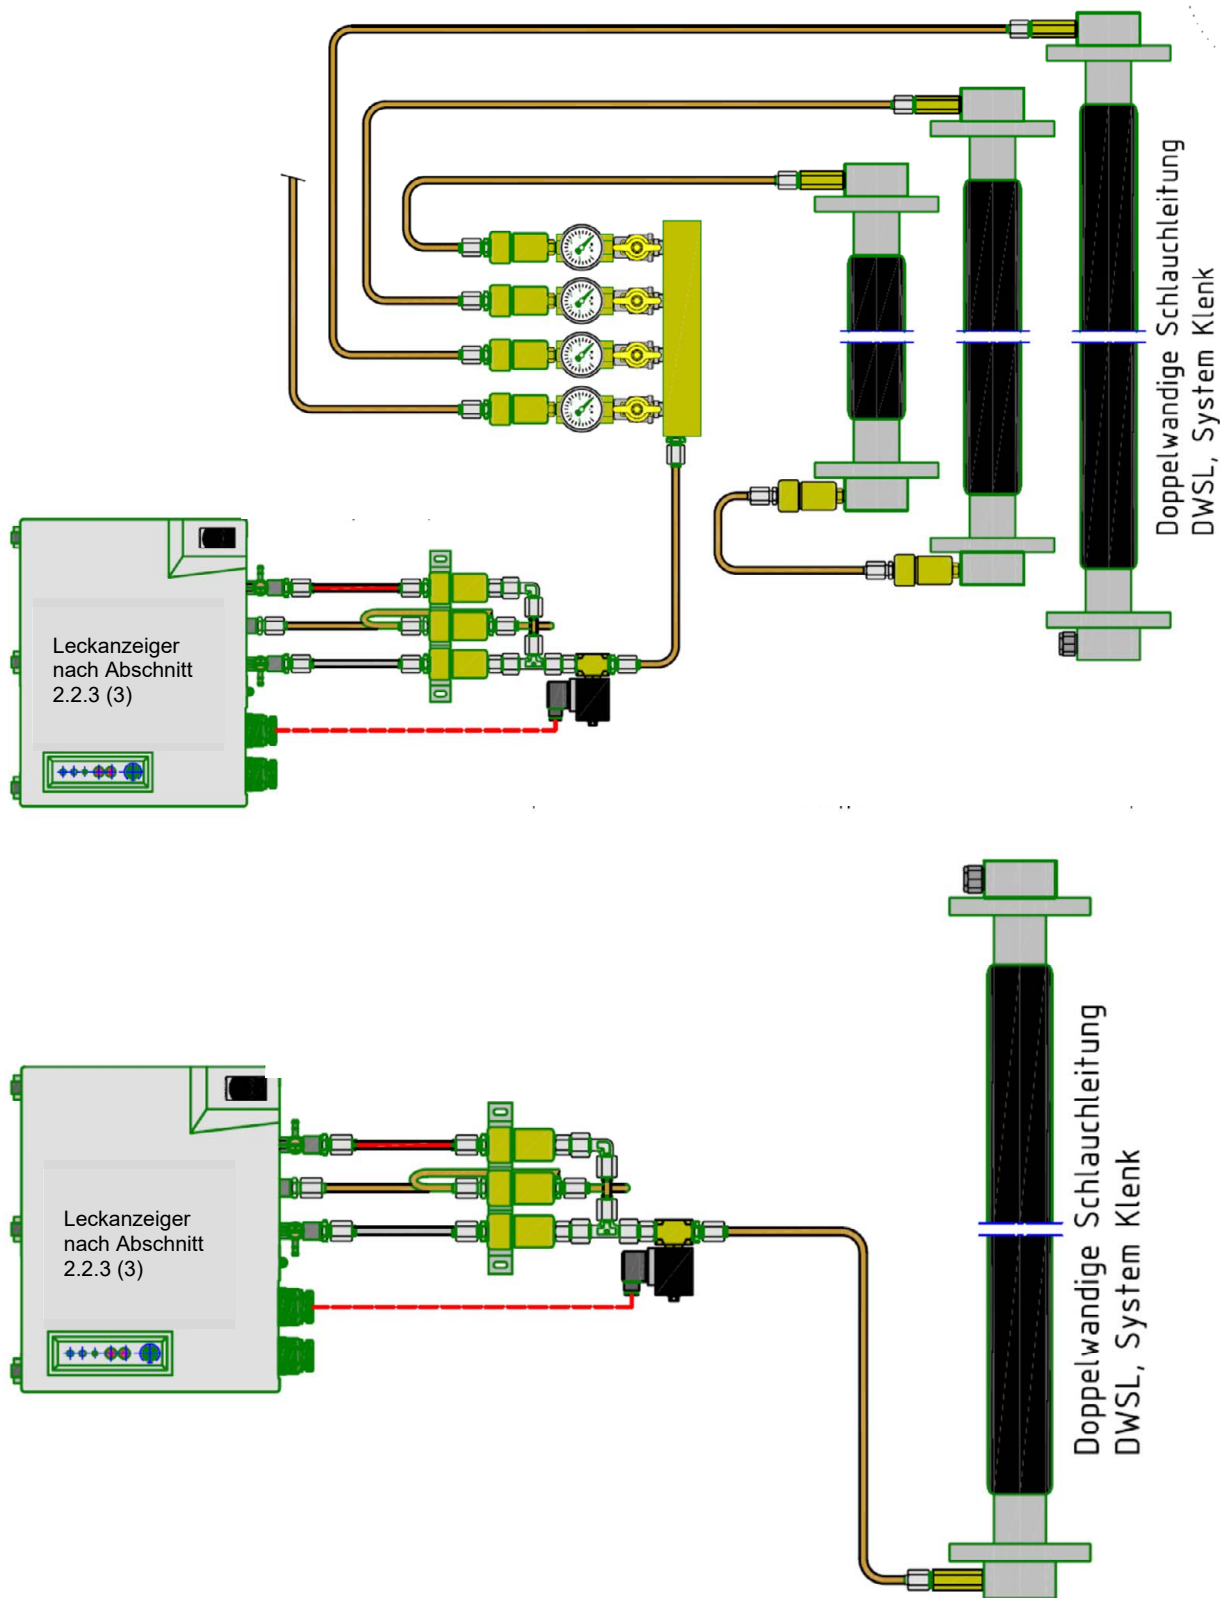 Doppelwandige Schlauchleitung
DWSL, System Klenk
Leckanzeiger
nach Abschnitt
2.2.3 (3)
Doppelwandige Schlauchleitung
DWSL, System Klenk
Leckanzeiger
nach Abschnitt
2.2.3 (3)